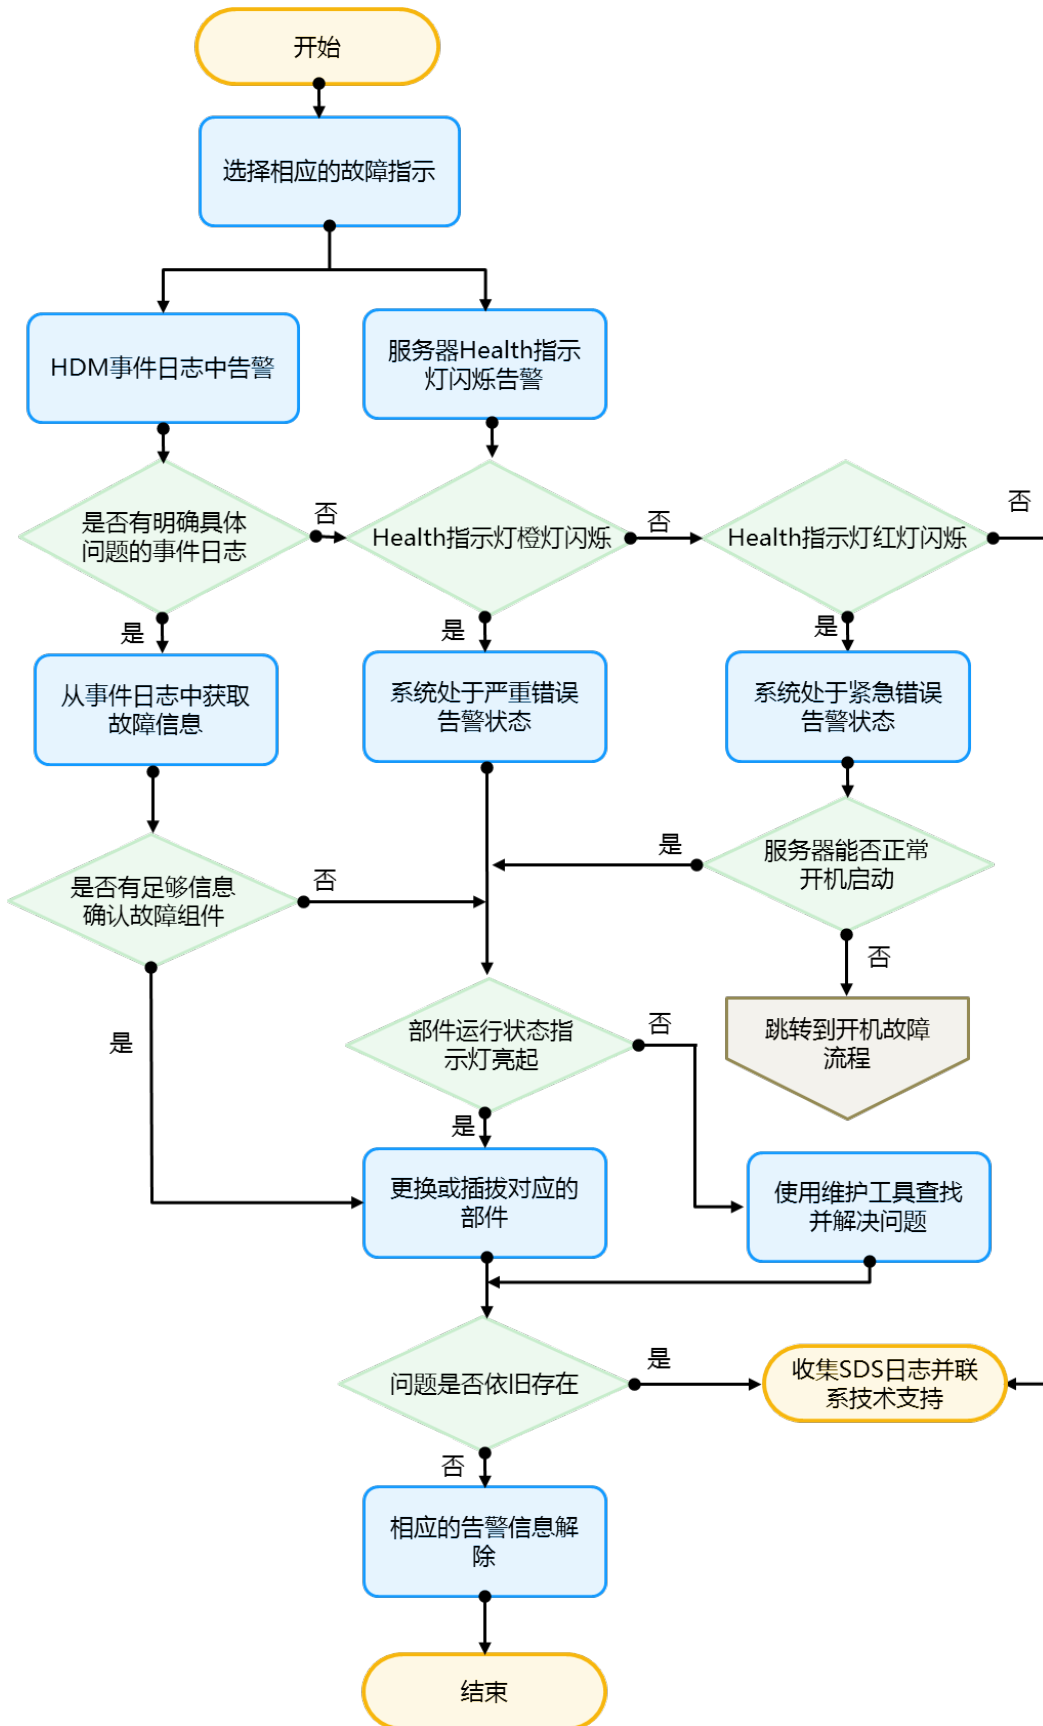 开始
选择相应的故障指示
HDM事件日志中告警
服务器Health指示
灯闪烁告警
是否有明确具体
问题的事件日志
否
Health指示灯橙灯闪烁
否
Health指示灯红灯闪烁
否
是
是
是
从事件日志中获取
故障信息
系统处于严重错误
告警状态
系统处于紧急错误
告警状态
是否有足够信息
确认故障组件
否
是
服务器能否正常
开机启动
否
是
部件运行状态指
示灯亮起
否
跳转到开机故障
流程
是
更换或插拔对应的
部件
使用维护工具查找
并解决问题
问题是否依旧存在
是
收集SDS日志并联
系技术支持
否
相应的告警信息解
除
结束